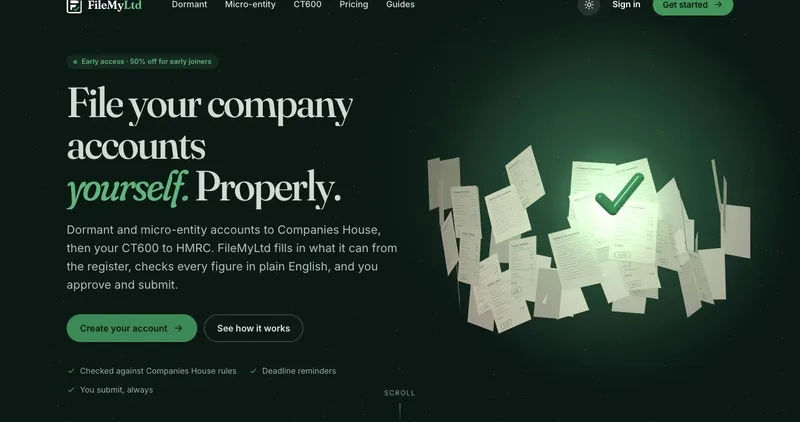 FileMyLtd
Dormant Micro-entity CT600 Pricing Guides
Sign in
Get started →
Early access · 50% off for early joiners
File your company
accounts
yourself. Properly.
Dormant and micro-entity accounts to Companies House,
then your CT600 to HMRC. FileMyLtd fills in what it can from
the register, checks every figure in plain English, and you
approve and submit.
Create your account →
See how it works
✓ Checked against Companies House rules
✓ Deadline reminders
✓ You submit, always
SCROLL